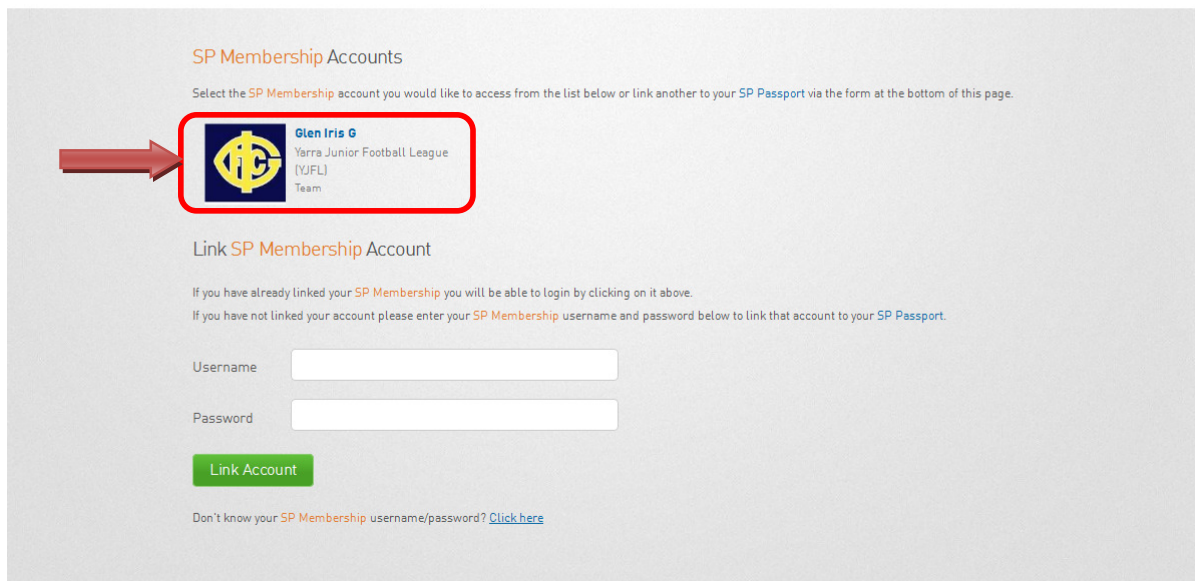 SP Membership Accounts
Select the SP Membership account you would like to access from the list below or link another to your SP Passport via the form at the bottom of this page.
Glen Iris G
Yarra Junior Football League
(YJFL)
Team
Link SP Membership Account
If you have already linked your SP Membership you will be able to login by clicking on it above.
If you have not linked your account please enter your SP Membership username and password below to link that account to your SP Passport.
Username
Password
Link Account
Don't know your SP Membership username/password? Click here